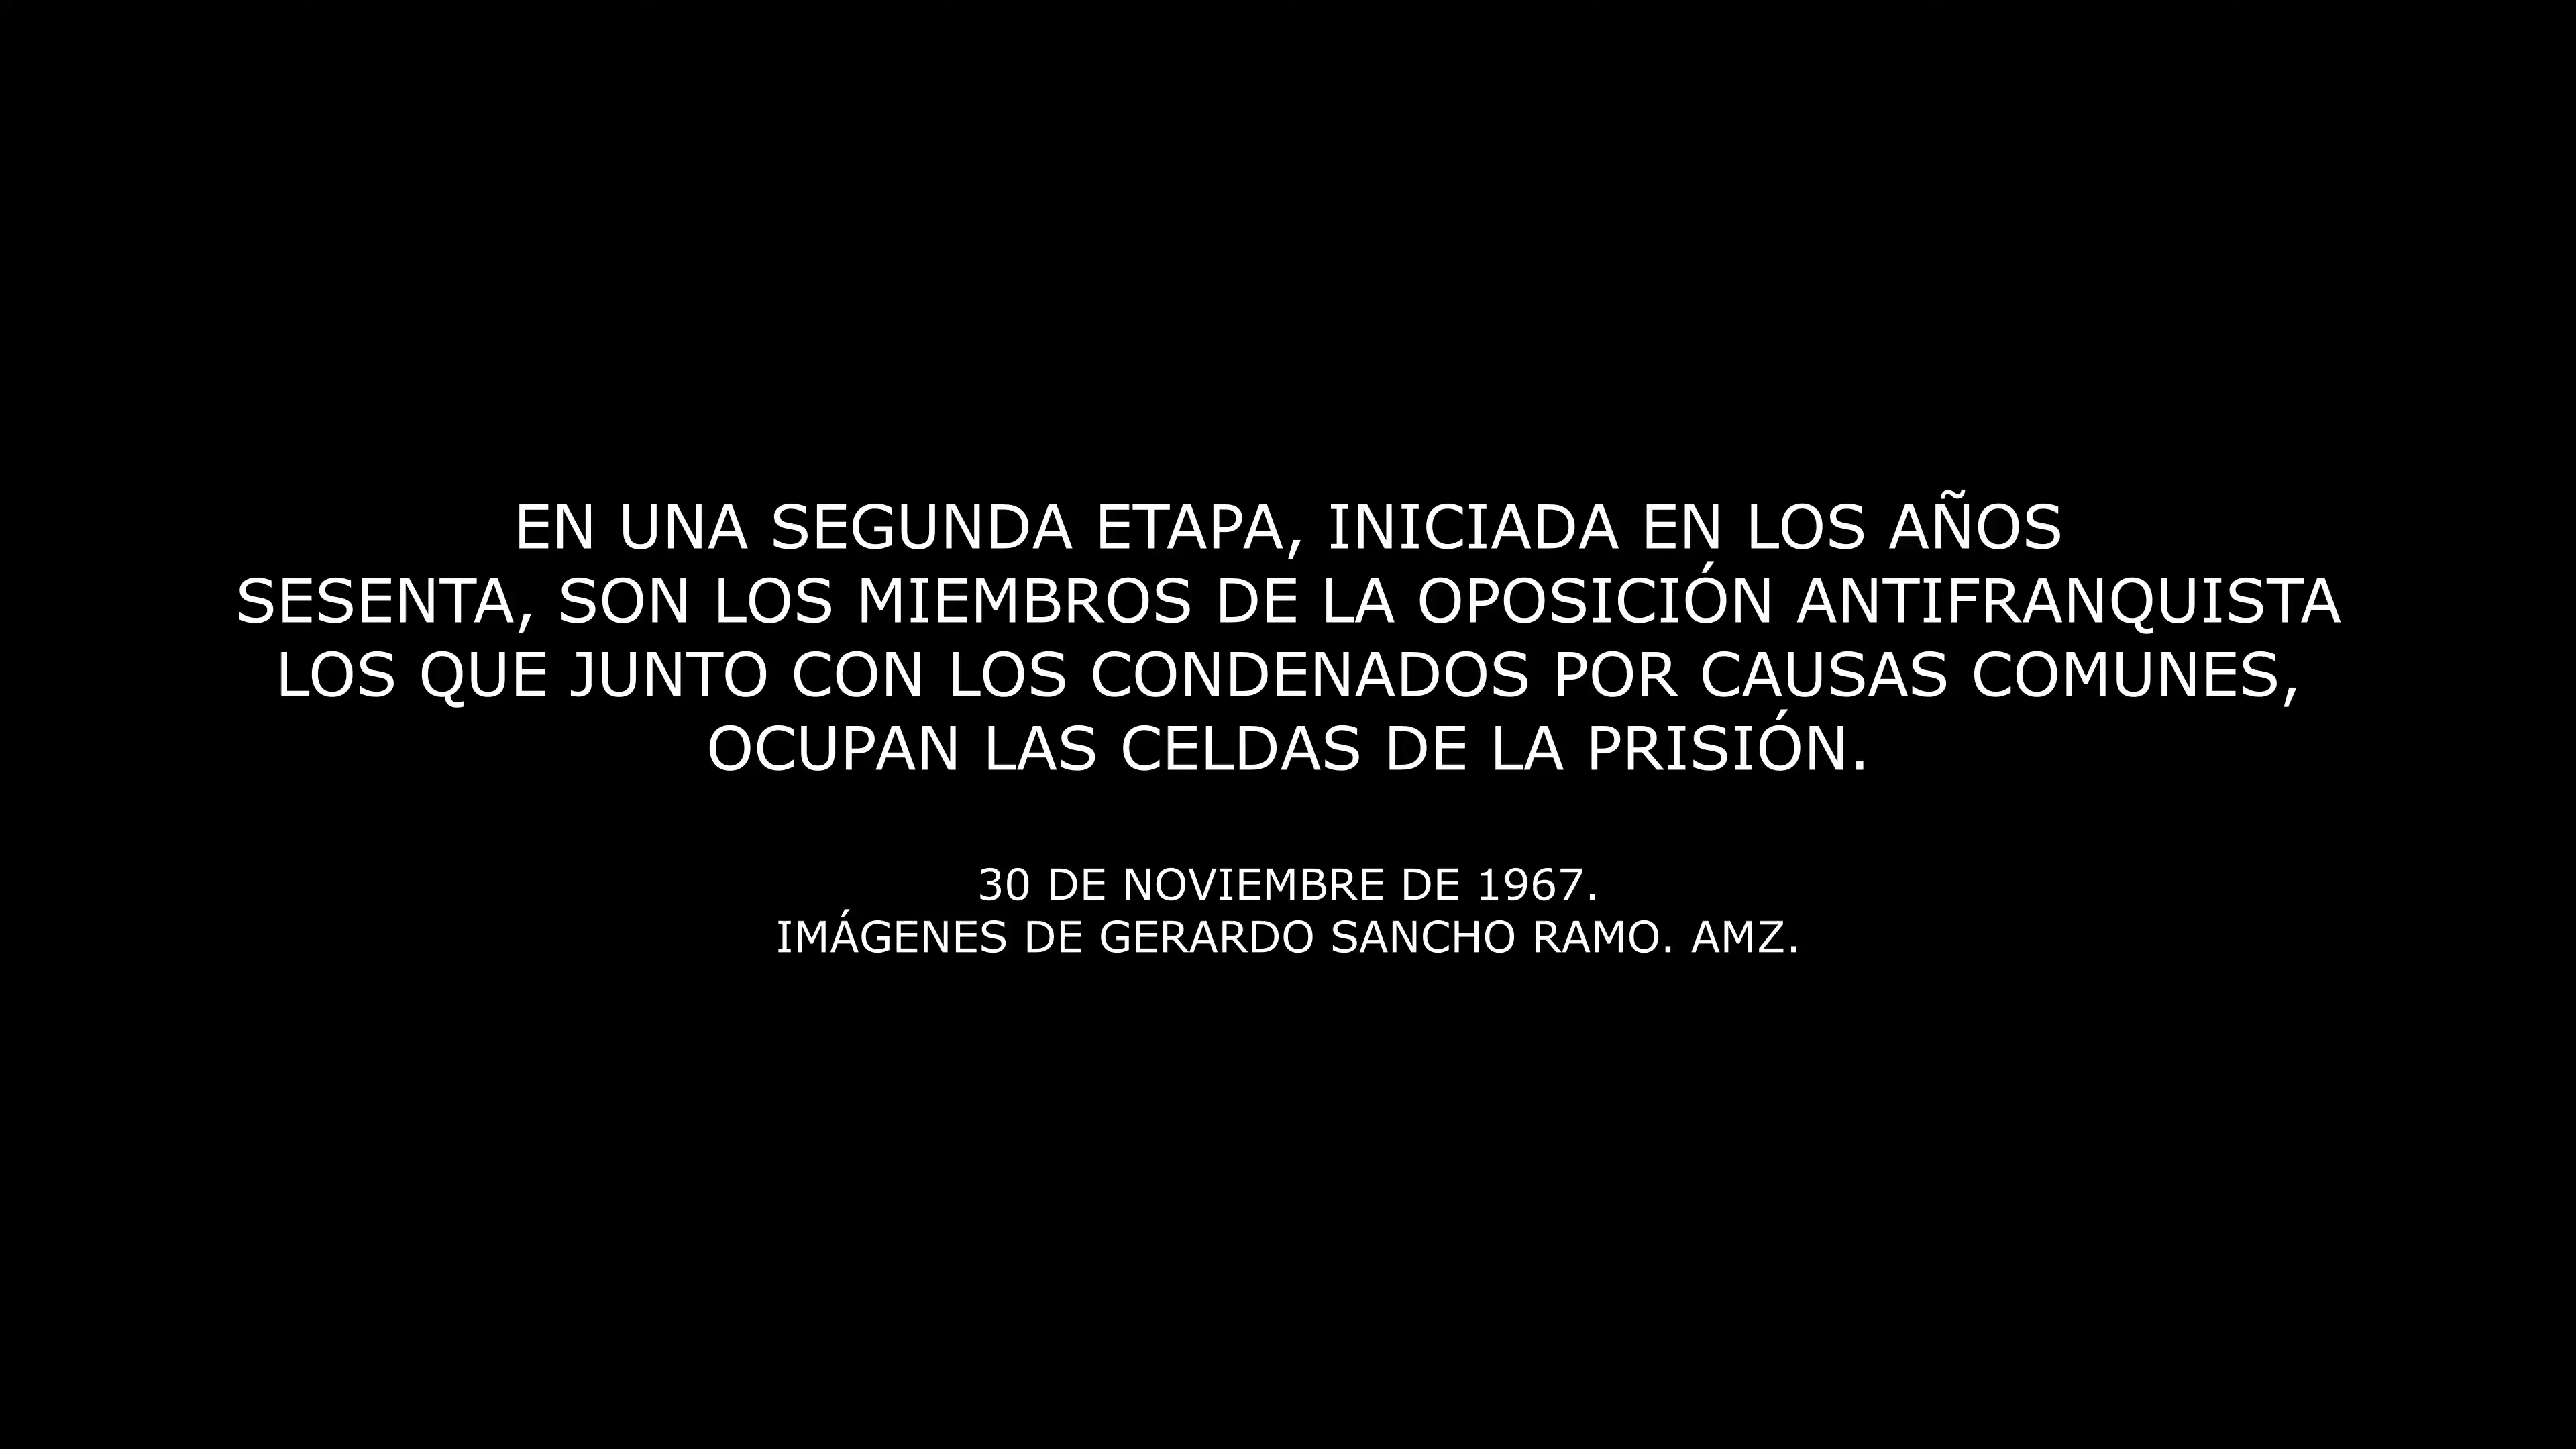 EN UNA SEGUNDA ETAPA, INICIADA EN LOS AÑOS
SESENTA, SON LOS MIEMBROS DE LA OPOSICIÓN ANTIFRANQUISTA
LOS QUE JUNTO CON LOS CONDENADOS POR CAUSAS COMUNES,
OCUPAN LAS CELDAS DE LA PRISIÓN.
30 DE NOVIEMBRE DE 1967.
IMÁGENES DE GERARDO SANCHO RAMO. AMZ.